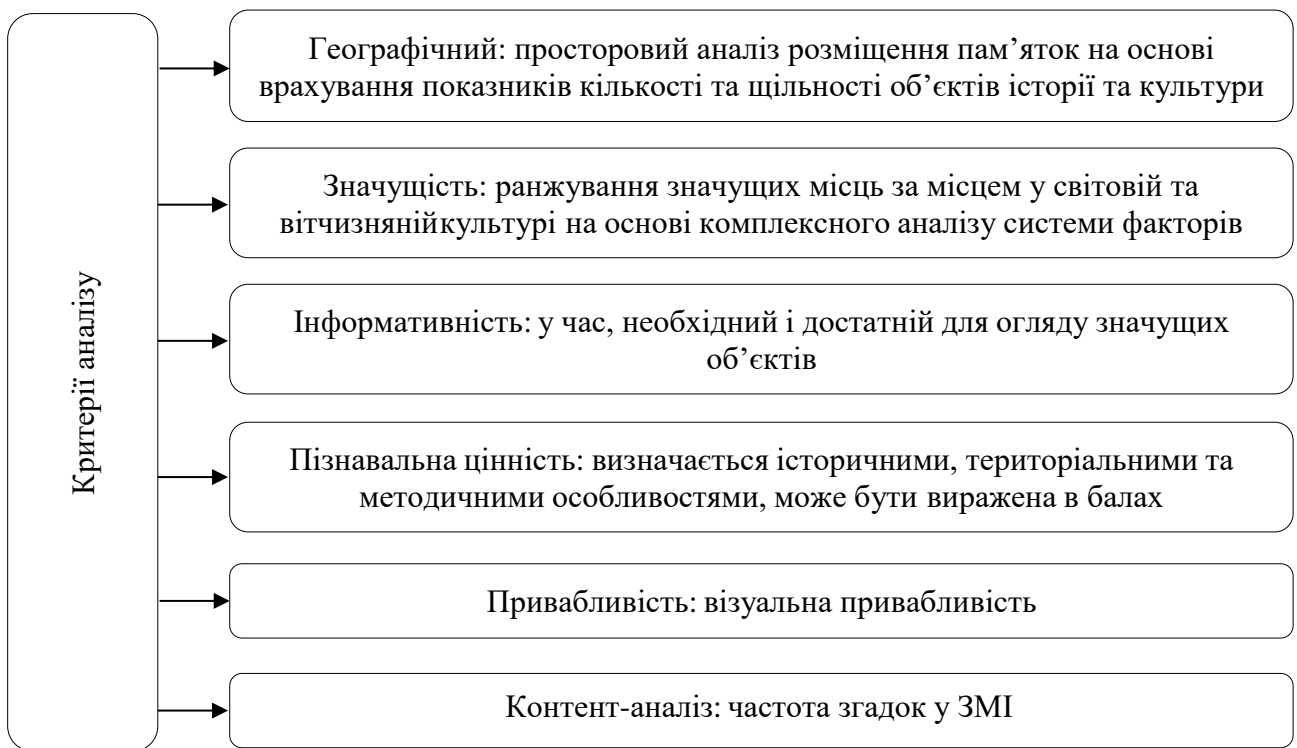 Критерії аналізу
Географічний: просторовий аналіз розміщення пам’яток на основі
врахування показників кількості та щільності об’єктів історії та культури
Значущість: ранжування значущих місць за місцем у світовій та
вітчизнянійкультурі на основі комплексного аналізу системи факторів
Інформативність: у час, необхідний і достатній для огляду значущих
об’єктів
Пізнавальна цінність: визначається історичними, територіальними та
методичними особливостями, може бути виражена в балах
Привабливість: візуальна привабливість
Контент-аналіз: частота згадок у ЗМІ